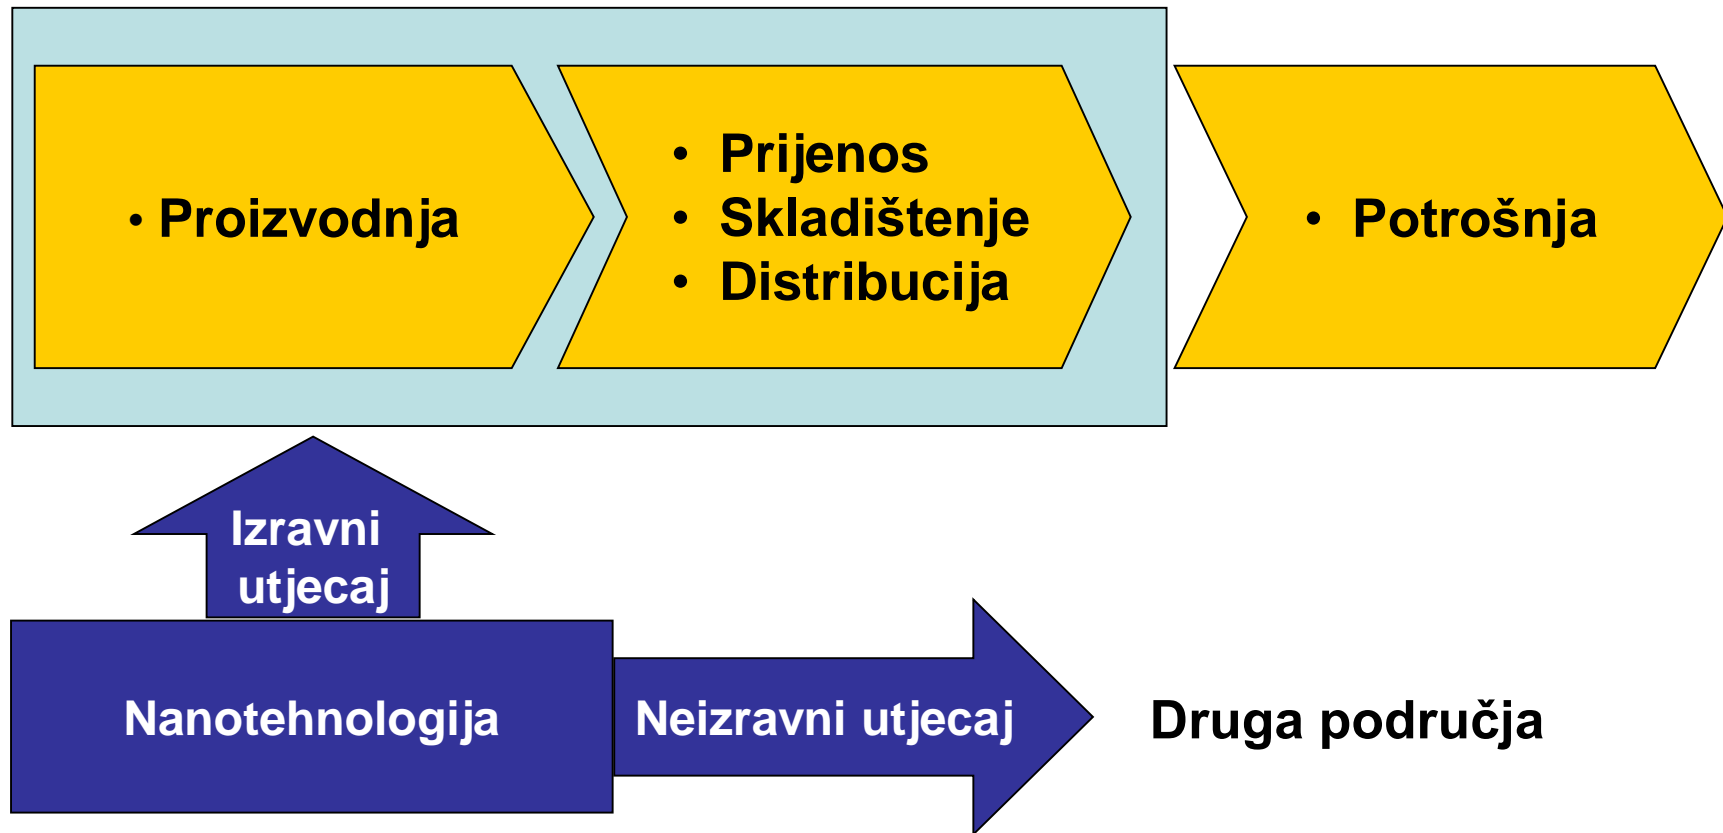 • Proizvodnja
• Prijenos
• Skladištenje
• Distribucija
• Potrošnja
Izravni
utjecaj
Nanotehnologija
Neizravni utjecaj
Druga područja